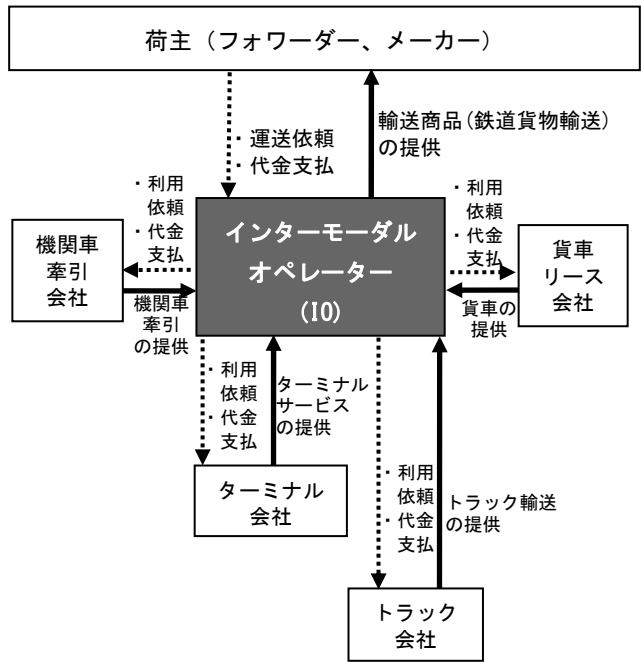 荷主（フォワーダー、メーカー）
・運送依頼
・代金支払
輸送商品(鉄道貨物輸送)
の提供
・利用
依頼
・代金
支払
・利用
依頼
・代金
支払
機関車
牽引
会社
インターモーダル
オペレーター
(IO)
貨車
リース
会社
機関車
牽引
の提供
貨車の
提供
・利用
依頼
・代金
支払
ターミナル
サービス
の提供
ターミナル
会社
・利用
依頼
・代金
支払
トラック輸送
の提供
トラック
会社